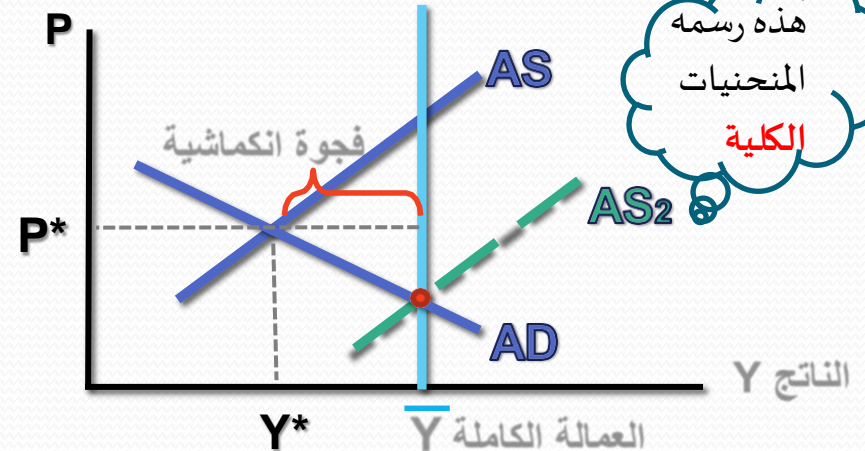 P
هذه رسمه
المنحنيات
الكلية
AS
فجوة انكماشية
AS2
P*
AD
الناتج Y
Y*
العمالة الكاملة Y